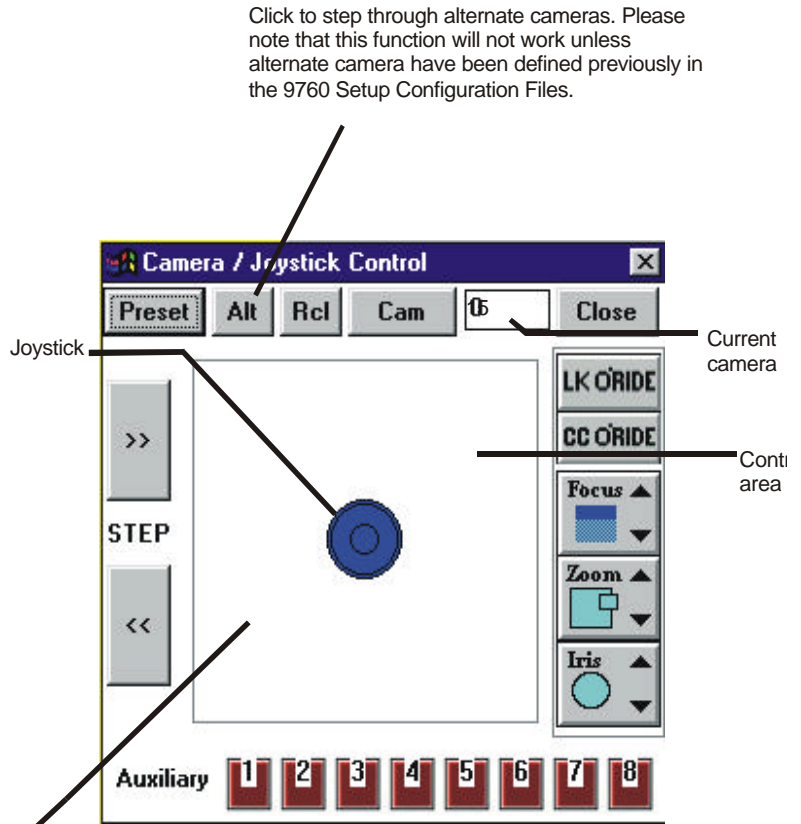 Click to step through alternate cameras. Please
note that this function will not work unless
alternate camera have been defined previously in
the 9760 Setup Configuration Files.
Camera / Joystick Control
Preset Alt Rcl Cam Close
Joystick
Current
camera
LK O'RIDE
>>
CC O'RIDE
area
Focus
STEP
Zoom
<<
Iris
Auxiliary 1 2 3 4 5 6 7 8